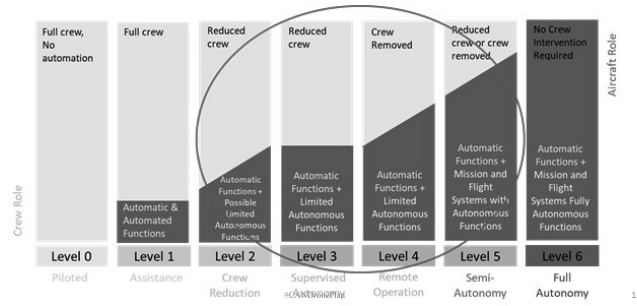 Full crew,
No
automation
Full crew
Reduced
crew
Reduced
crew
Crew
Removed
Reduced
crew or crew
removed
No Crew
Intervention
Required
Aircraft Role
Crew Role
Automatic &
Automated
Functions
Automatic
Functions +
Possible
Limited
Autonomous
Functions
Automatic
Functions +
Limited
Autonomous
Functions
Automatic
Functions +
Limited
Autonomous
Functions
Automatic
Functions +
Mission and
Flight
Systems with
Autonomous
Functions
Automatic
Functions +
Mission and
Flight
Systems Fully
Autonomous
Functions
Level 0
Level 1
Level 2
Level 3
Level 4
Level 5
Level 6
Piloted
Assistance
Crew
Reduction
Supervised
Autonomy
Remote
Operation
Semi-
Autonomy
Full
Autonomy
1